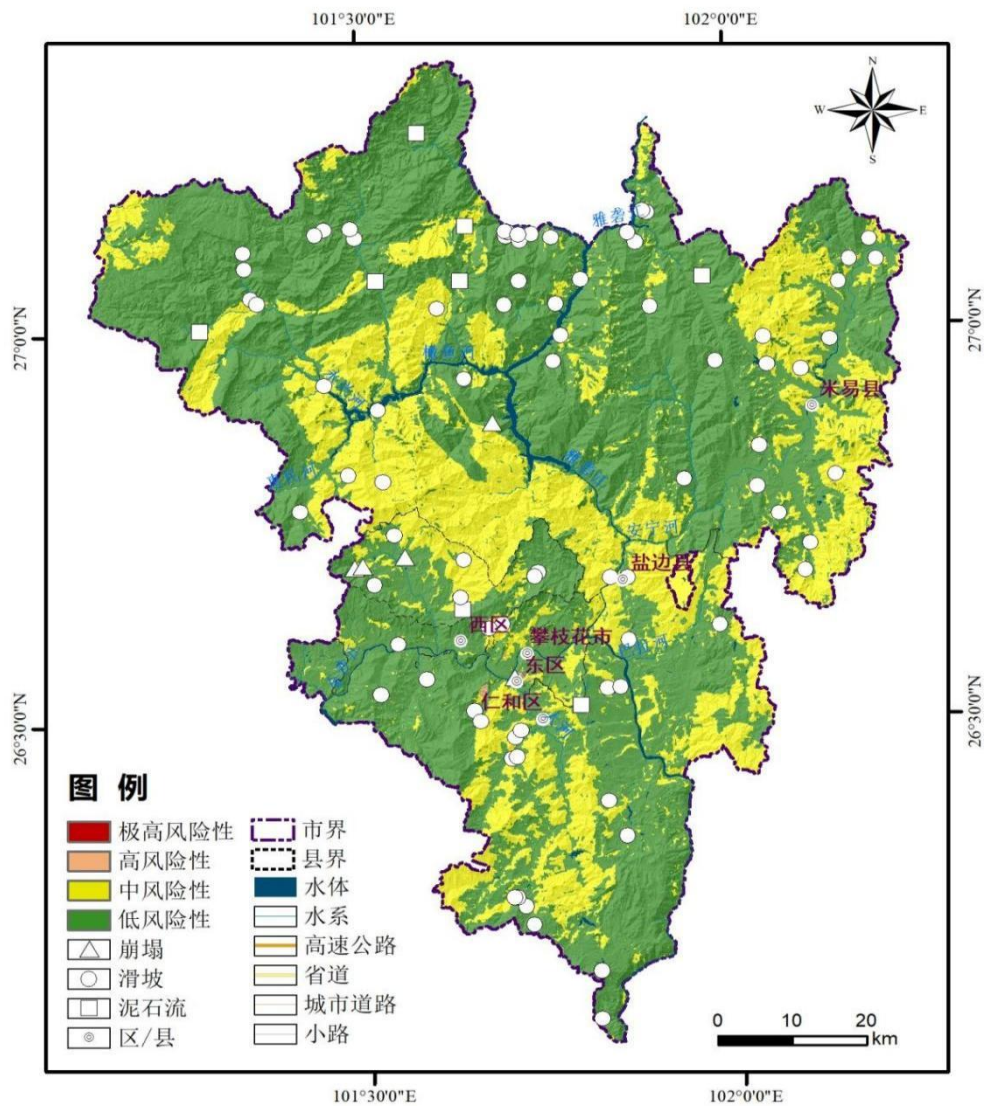 101°30'0"E
102°0'0"E
N
W
E
S
雅砻
27°0'0"N
27°0'0"N
米易县
安宁河
盐边县
西区
攀枝花市
东区
仁和区
26°30'0"N
26°30'0"N
图 例
极高风险性
市界
高风险性
县界
中风险性
水体
低风险性
水系
崩塌
高速公路
滑坡
省道
泥石流
城市道路
区/县
小路
0 10 20
km
101°30'0"E
102°0'0"E